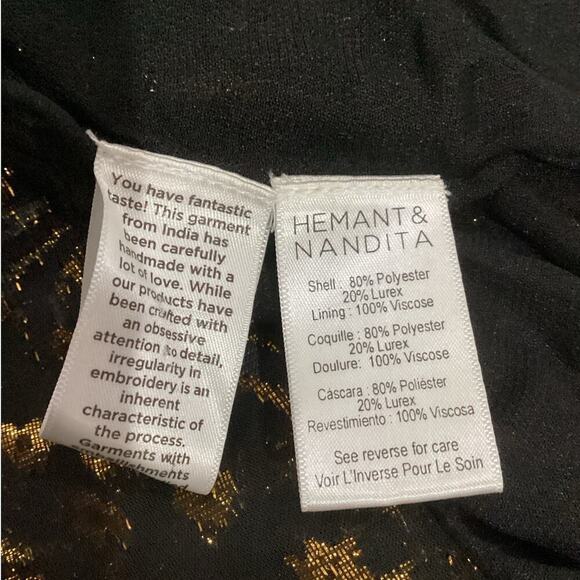 You have fantastic
taste! This garment
from India has
been carefully
handmade with a
lot of love. While
our products have
been crafted with
an obsessive
attention to detail,
irregularity in
embroidery is an
inherent
characteristic of
the process.
Garments with
embellishments
HEMANT &
NANDITA
Shell : 80% Polyester
20% Lurex
Lining : 100% Viscose
Coquille : 80% Polyester
20% Lurex
Doulure: 100% Viscose
Cáscara : 80% Poliéster
20% Lurex
Revestimiento : 100% Viscosa
See reverse for care
Voir L'Inverse Pour Le Soin